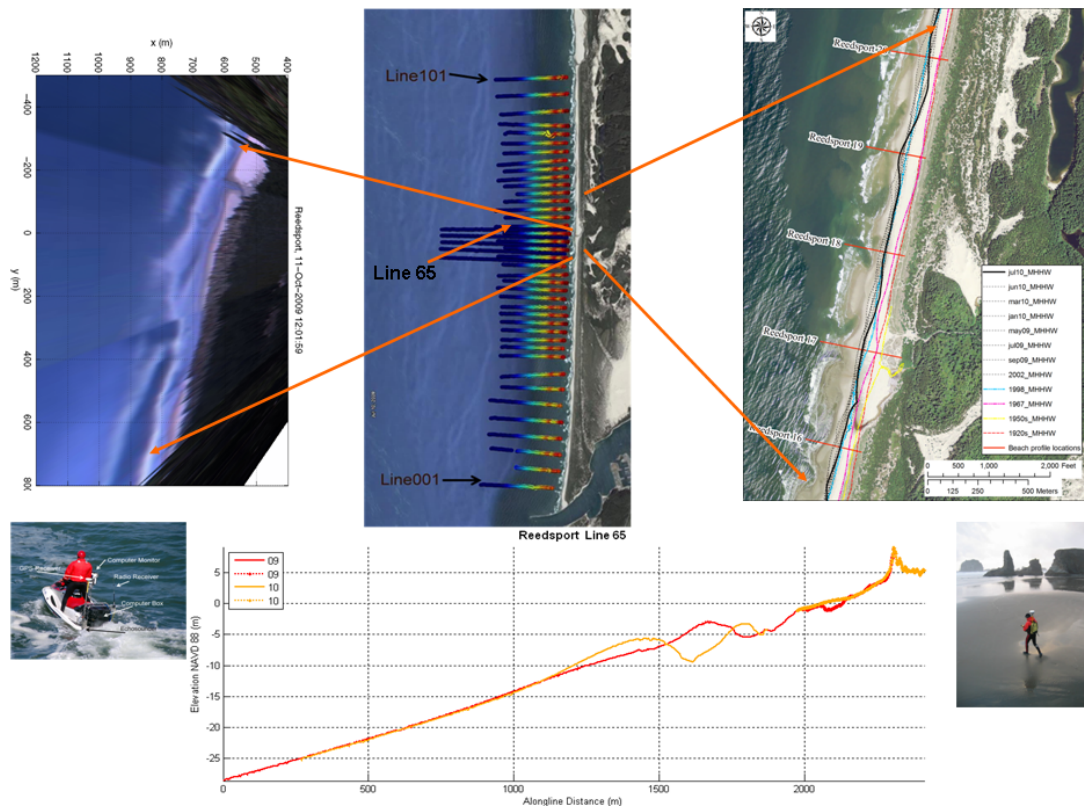 x (m)
1200 1100 1000 900 800 700 600 500 400
-400
-200
0
200
400
600
800
y (m)
Reedsport, 11-Oct-2009 12:01:59
Line101
Line 65
Line001
Reedsport 19
Reedsport 18
Reedsport 17
Reedsport 16
jul10_MHHW
jun10_MHHW
mar10_MHHW
jan10_MHHW
may09_MHHW
jul09_MHHW
sep09_MHHW
2002_MHHW
1998_MHHW
1967_MHHW
1950s_MHHW
1920s_MHHW
Beach profile locations
0 500 1,000 2,000 Feet
0 125 250 500 Meters
Computer Monitor
GPS Receiver
Radio Receiver
Computer Box
Reedsport Line 65
09
09
10
10
Elevation NAVD 88 (m)
5
0
-5
-10
-15
-20
-25
0 500 1000 1500 2000
Alongline Distance (m)